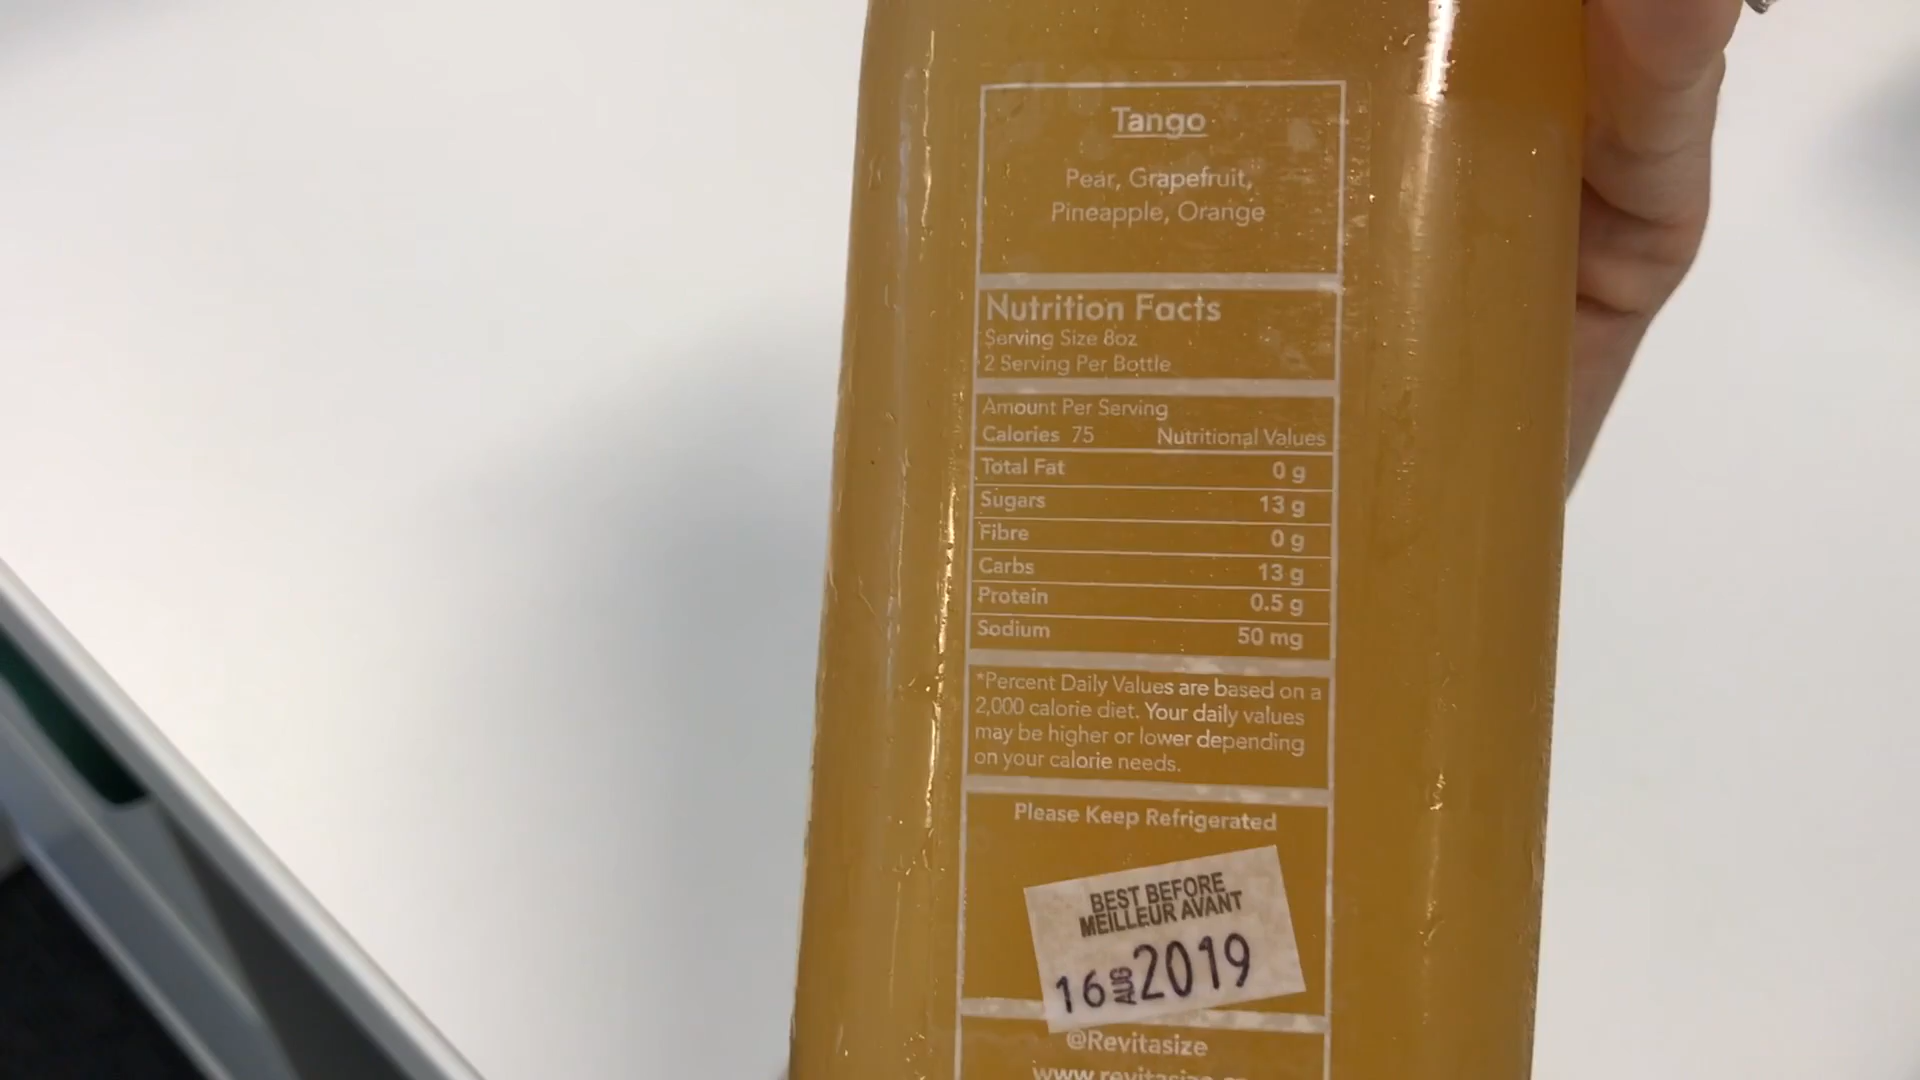 Tango
Pear, Grapefruit,
Pineapple, Orange
Nutrition Facts
Serving Size 8oz
2 Serving Per Bottle
Amount Per Serving
Calories 75 Nutritional Values
Total Fat 0 g
Sugars 13 g
Fibre 0 g
Carbs 13 g
Protein 0.5 g
Sodium 50 mg
*Percent Daily Values are based on a
2,000 calorie diet. Your daily values
may be higher or lower depending
on your calorie needs.
Please Keep Refrigerated
BEST BEFORE
MEILLEUR AVANT
16 AUG 2019
@Revitasize